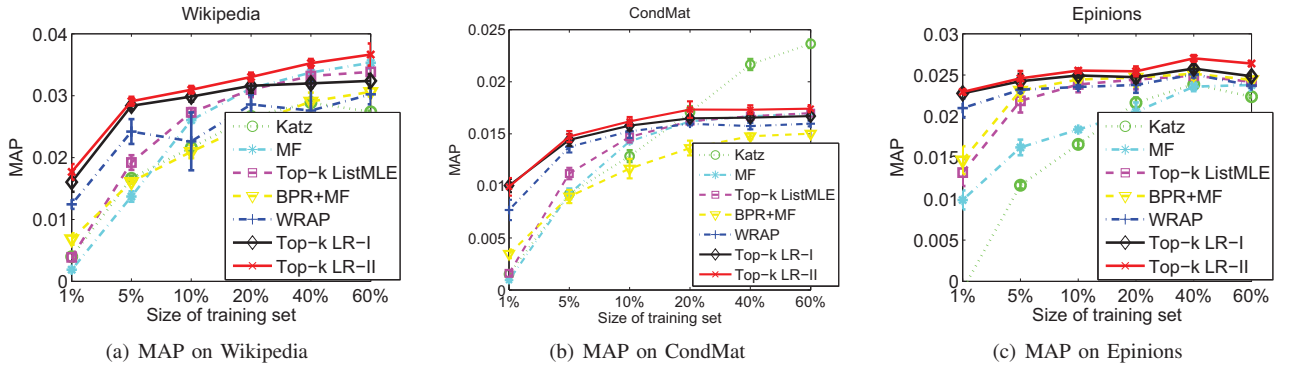 Wikipedia
0.04
0.03
0.02
0.01
0
MAP
1% 5% 10% 20% 40% 60%
Size of training set
Katz
MF
Top-k ListMLE
BPR+MF
WRAP
Top-k LR-I
Top-k LR-II
(a) MAP on Wikipedia
CondMat
0.025
0.02
0.015
0.01
0.005
0
MAP
1% 5% 10% 20% 40% 60%
Size of training set
Katz
MF
Top-k ListMLE
BPR+MF
WRAP
Top-k LR-I
Top-k LR-II
(b) MAP on CondMat
Epinions
0.03
0.025
0.02
0.015
0.01
0.005
0
MAP
1% 5% 10% 20% 40% 60%
Size of training set
Katz
MF
Top-k ListMLE
BPR+MF
WRAP
Top-k LR-I
Top-k LR-II
(c) MAP on Epinions